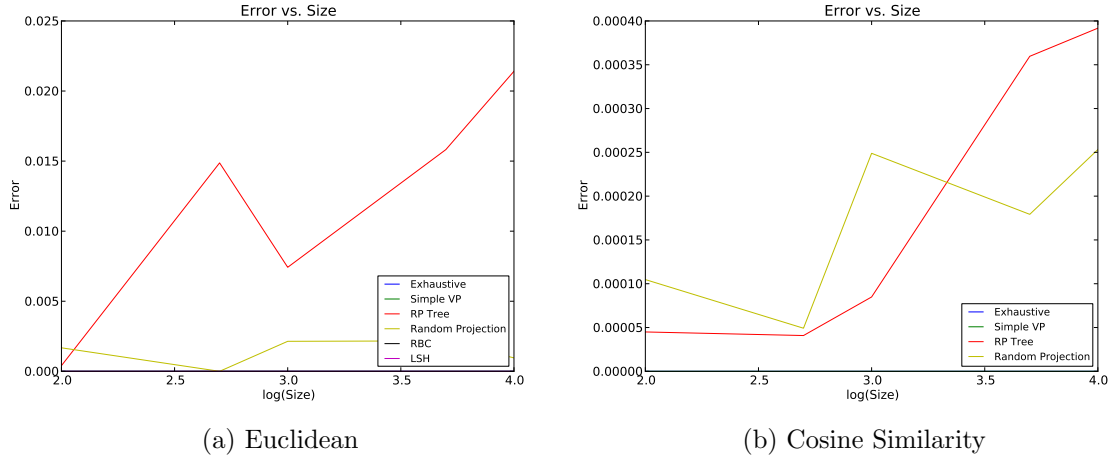 Error vs. Size
0.025
0.020
0.015
0.010
0.005
0.000
Error
2.0 2.5 3.0 3.5 4.0
log(Size)
Exhaustive
Simple VP
RP Tree
Random Projection
RBC
LSH
(a) Euclidean
Error vs. Size
0.00040
0.00035
0.00030
0.00025
0.00020
0.00015
0.00010
0.00005
0.00000
Error
2.0 2.5 3.0 3.5 4.0
log(Size)
Exhaustive
Simple VP
RP Tree
Random Projection
(b) Cosine Similarity